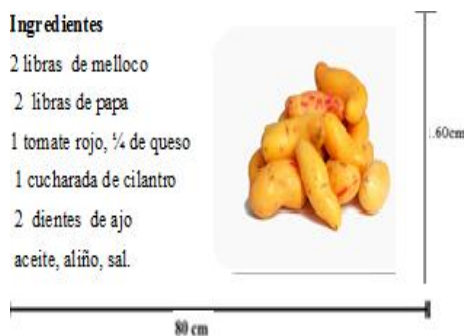 Ingredientes
2 libras de melloco
2 libras de papa
1 tomate rojo, ¼ de queso
1 cucharada de cilantro
2 dientes de ajo
aceite, aliño, sal.
.60cm
80 cm